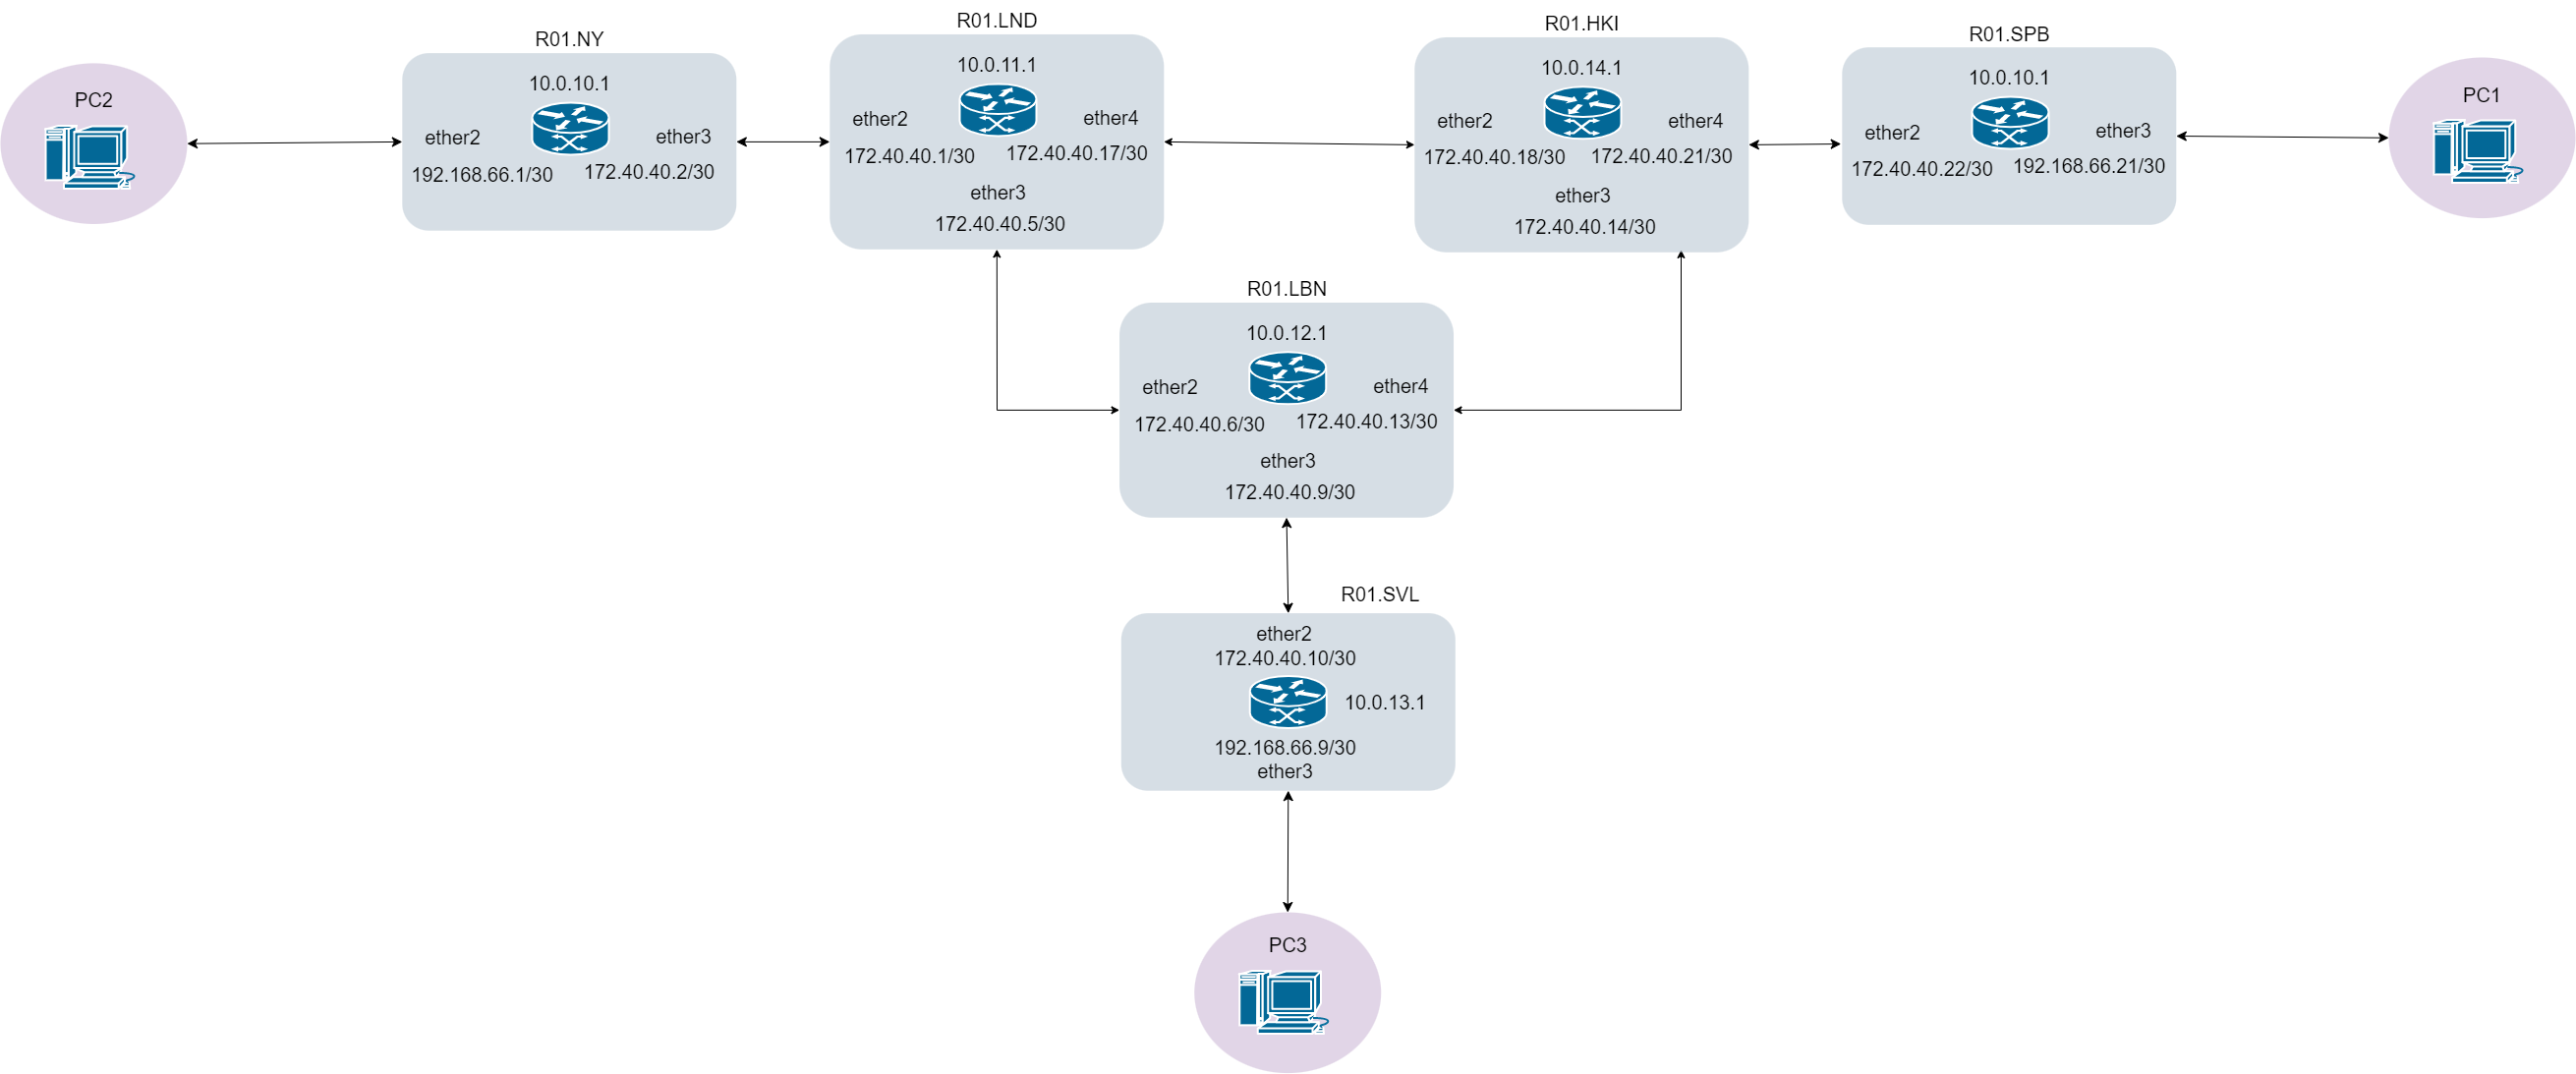 PC2
R01.NY
10.0.10.1
ether2
ether3
192.168.66.1/30
172.40.40.2/30
R01.LND
10.0.11.1
ether2
ether4
172.40.40.1/30
172.40.40.17/30
ether3
172.40.40.5/30
R01.HKI
10.0.14.1
ether2
ether4
172.40.40.18/30
172.40.40.21/30
ether3
172.40.40.14/30
R01.SPB
10.0.10.1
ether2
ether3
172.40.40.22/30
192.168.66.21/30
PC1
R01.LBN
10.0.12.1
ether2
ether4
172.40.40.6/30
172.40.40.13/30
ether3
172.40.40.9/30
R01.SVL
ether2
172.40.40.10/30
10.0.13.1
192.168.66.9/30
ether3
PC3